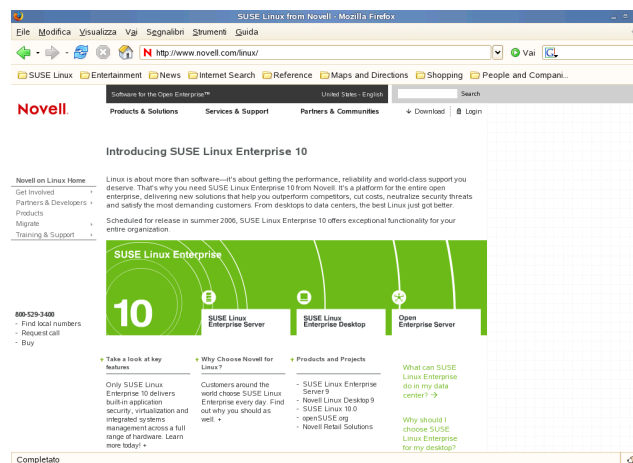 SUSE Linux from Novell - Mozilla Firefox
File Modifica Visualizza Vai Segnalibri Strumenti Guida
N http://www.novell.com/linux/ Vai G
SUSE Linux Entertainment News Internet Search Reference Maps and Directions Shopping People and Compani...
Novell.
Software for the Open Enterprise™ United States - English Search
Products & Solutions Services & Support Partners & Communities Download Login
Introducing SUSE Linux Enterprise 10
Novell on Linux Home
Get Involved
Partners & Developers
Products
Migrate
Training & Support
Linux is about more than software—it's about getting the performance, reliability and world-class support you
deserve. That's why you need SUSE Linux Enterprise 10 from Novell. It's a platform for the entire open
enterprise, delivering new solutions that help you outperform competitors, cut costs, neutralize security threats
and satisfy the most demanding customers. From desktops to data centers, the best Linux just got better.
Scheduled for release in summer 2006, SUSE Linux Enterprise 10 offers exceptional functionality for your
entire organization.
SUSE Linux Enterprise
10
SUSE Linux
Enterprise Server
SUSE Linux
Enterprise Desktop
Open
Enterprise Server
800-529-3400
- Find local numbers
- Request call
- Buy
+ Take a look at key
features
Only SUSE Linux
Enterprise 10 delivers
built-in application
security, virtualization and
integrated systems
management across a full
range of hardware. Learn
more today! +
+ Why Choose Novell for
Linux?
Customers around the
world choose SUSE Linux
Enterprise every day. Find
out why you should as
well. +
+ Products and Projects
- SUSE Linux Enterprise
Server 9
- Novell Linux Desktop 9
- SUSE Linux 10.0
- openSUSE.org
- Novell Retail Solutions
What can SUSE
Linux Enterprise
do in my data
center? →
Why should I
choose SUSE
Linux Enterprise
for my desktop?
Completato